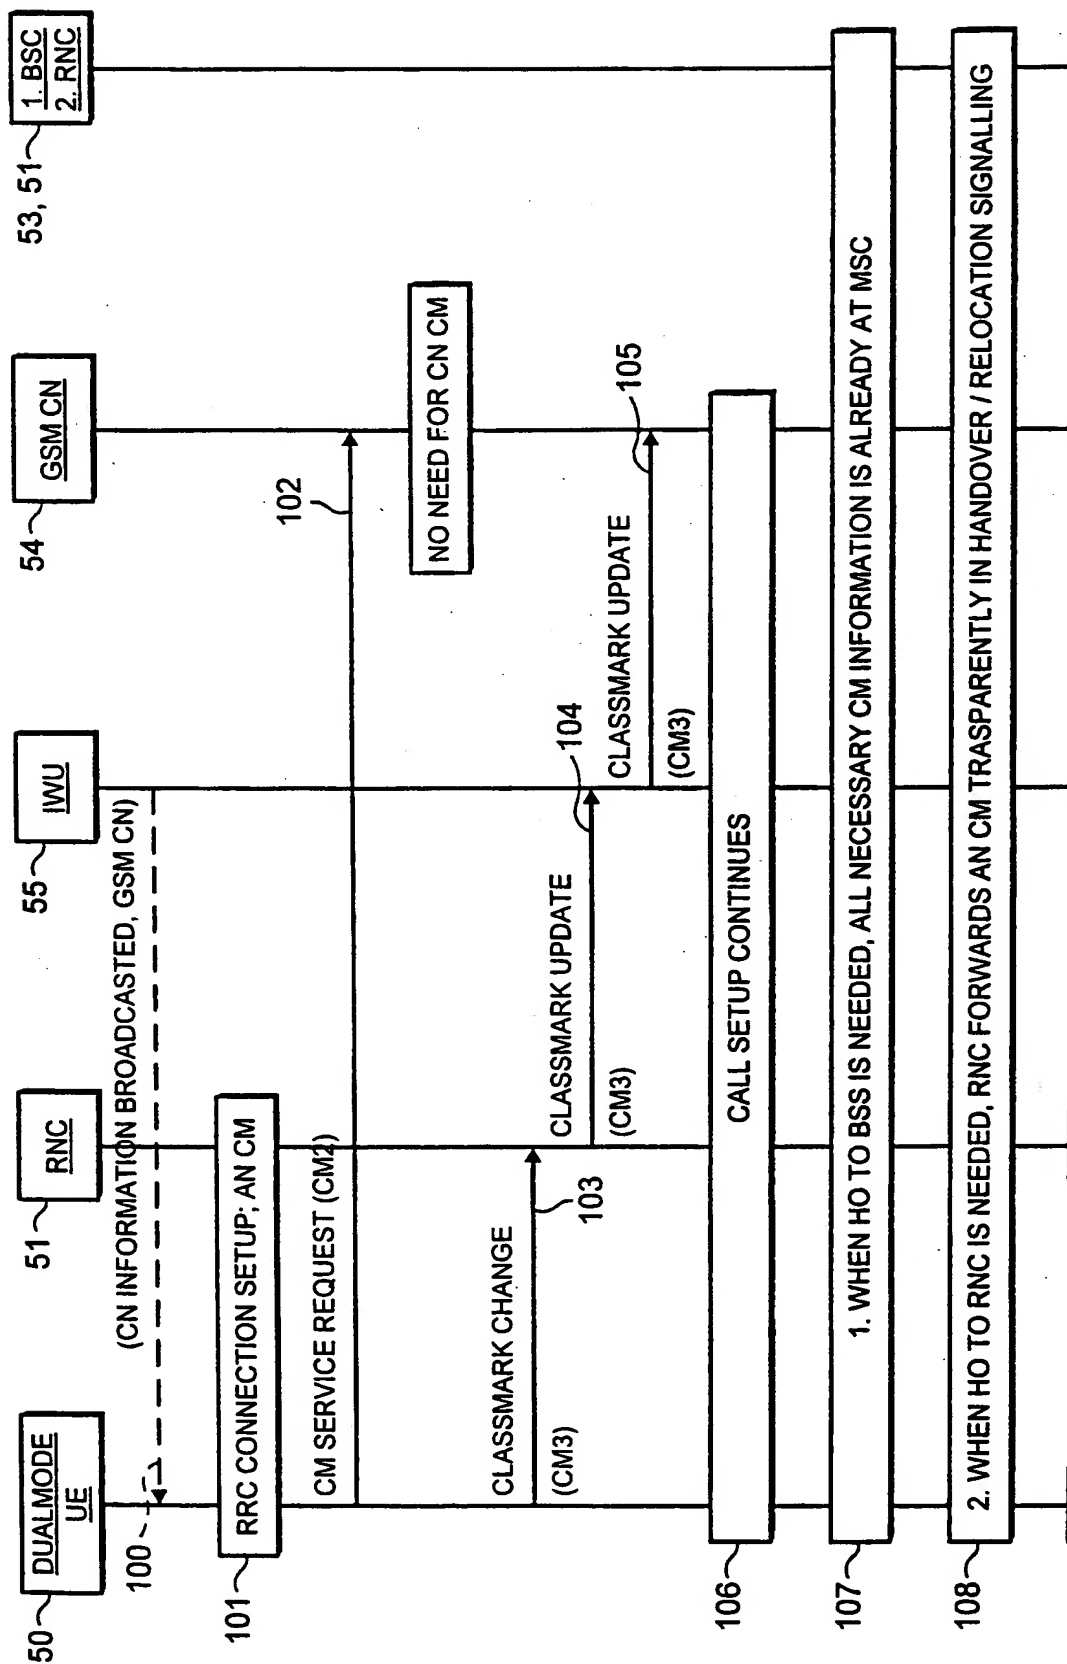 50
DUALMODE
UE
51
RNC
55
IWU
54
GSM CN
53, 51
1. BSC
2. RNC
100
(CN INFORMATION BROADCASTED, GSM CN)
101
RRC CONNECTION SETUP; AN CM
CM SERVICE REQUEST (CM2)
102
NO NEED FOR CN CM
CLASSMARK CHANGE
(CM3)
103
CLASSMARK UPDATE
(CM3)
104
CLASSMARK UPDATE
(CM3)
105
106
CALL SETUP CONTINUES
107
1. WHEN HO TO BSS IS NEEDED, ALL NECESSARY CM INFORMATION IS ALREADY AT MSC
108
2. WHEN HO TO RNC IS NEEDED, RNC FORWARDS AN CM TRASPARENTLY IN HANDOVER / RELOCATION SIGNALLING